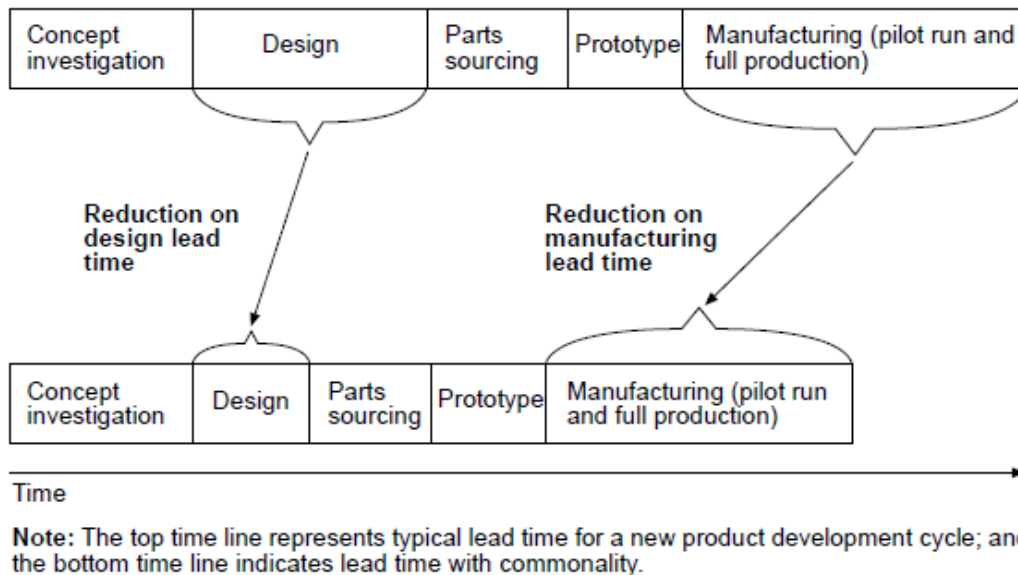 Concept
investigation
Design
Parts
sourcing
Prototype
Manufacturing (pilot run and
full production)
Reduction on
design lead
time
Reduction on
manufacturing
lead time
Concept
investigation
Design
Parts
sourcing
Prototype
Manufacturing (pilot run
and full production)
Time
Note: The top time line represents typical lead time for a new product development cycle; and
the bottom time line indicates lead time with commonality.